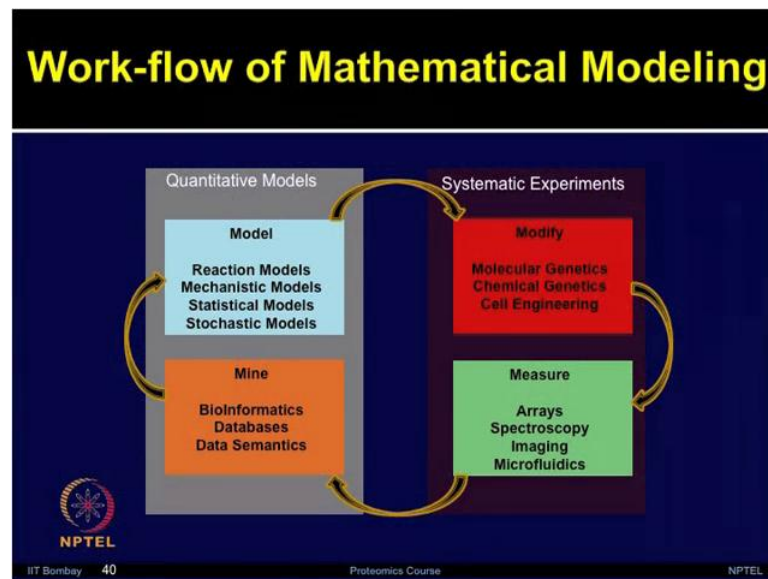 Work-flow of Mathematical Modeling
Quantitative Models
Systematic Experiments
Model
Reaction Models
Mechanistic Models
Statistical Models
Stochastic Models
Modify
Molecular Genetics
Chemical Genetics
Cell Engineering
Mine
BioInformatics
Databases
Data Semantics
Measure
Arrays
Spectroscopy
Imaging
Microfluidics
NPTEL
IIT Bombay 40 Proteomics Course NPTEL